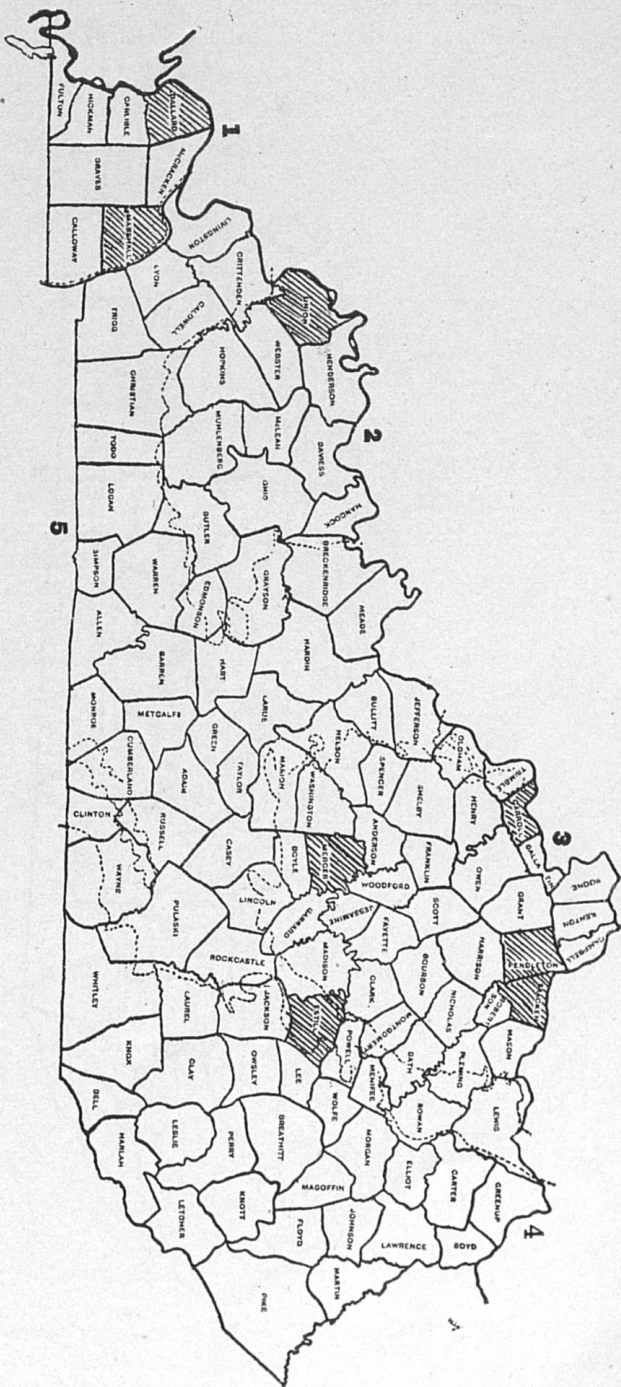 1
2
3
4
5
FULTON
HICKMAN
CARLISLE
BALLARD
McCRACKEN
GRAVES
MARSHALL
CALLOWAY
LIVINGSTON
CRITTENDEN
LYON
CALDWELL
TRIGG
UNION
WEBSTER
HENDERSON
HOPKINS
CHRISTIAN
McLEAN
DAVIESS
MUHLENBERG
TODD
OHIO
HANCOCK
LOGAN
BUTLER
BRECKENRIDGE
GRAYSON
EDMONSON
WARREN
SIMPSON
ALLEN
MEADE
HARDIN
HART
BARREN
MONROE
METCALFE
LARUE
GREEN
BULLITT
JEFFERSON
OLDHAM
TRIMBLE
CARROLL
GALLA
TIN
NELSON
SPENCER
SHELBY
HENRY
OWEN
GRANT
BOONE
KENTON
CAMPBELL
PENDLETON
BRACKEN
MARION
WASHINGTON
TAYLOR
ADAIR
CUMBERLAND
CLINTON
RUSSELL
WAYNE
CASEY
BOYLE
MERCER
ANDERSON
FRANKLIN
WOODFORD
SCOTT
HARRISON
ROBERT
SON
MASON
LINCOLN
GARRARD
JESSAMINE
FAYETTE
BOURBON
NICHOLAS
FLEMING
LEWIS
PULASKI
ROCKCASTLE
MADISON
CLARK
MONTGOMERY
BATH
ROWAN
WHITLEY
LAUREL
JACKSON
ESTILL
POWELL
MENIFEE
KNOX
CLAY
OWSLEY
LEE
WOLFE
MORGAN
ELLIOT
CARTER
GREENUP
BELL
HARLAN
LESLIE
PERRY
BREATHITT
MAGOFFIN
JOHNSON
LAWRENCE
BOYD
LETCHER
KNOTT
FLOYD
MARTIN
PIKE